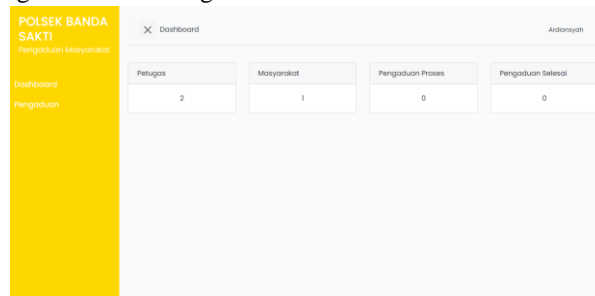 POLSEK BANDA
SAKTI
Pengaduan Masyarakat
Dashboard
Pengaduan
Dashboard
Ardiansyah
Petugas
2
Masyarakat
1
Pengaduan Proses
0
Pengaduan Selesai
0